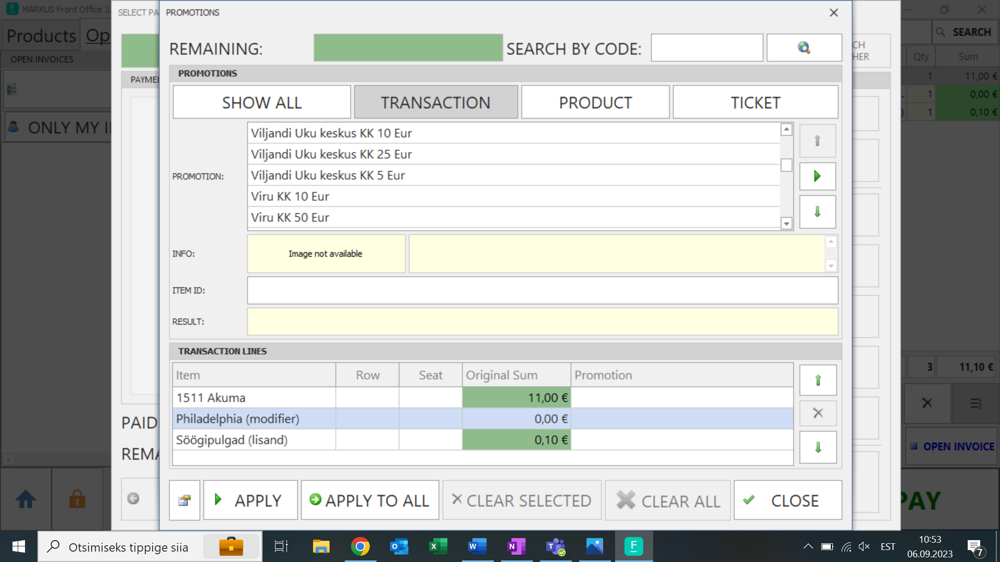 MARKUS Front Office 3.
SELECT PA
PROMOTIONS
Products
Op
SEARCH
OPEN INVOICES
REMAINING:
SEARCH BY CODE:
CH
HER
Qty
Sum
PAYMEN
PROMOTIONS
1
11,00 €
1
0,00 €
1
0,10 €
SHOW ALL
TRANSACTION
PRODUCT
TICKET
ONLY MY I
PROMOTION:
Viljandi Uku keskus KK 10 Eur
Viljandi Uku keskus KK 25 Eur
Viljandi Uku keskus KK 5 Eur
Viru KK 10 Eur
Viru KK 50 Eur
INFO:
Image not available
ITEM ID:
RESULT:
TRANSACTION LINES
Item
Row
Seat
Original Sum
Promotion
1511 Akuma
11,00 €
Philadelphia (modifier)
0,00 €
Söögipulgad (lisand)
0,10 €
3
11,10 €
PAID
REMA
OPEN INVOICE
APPLY
APPLY TO ALL
CLEAR SELECTED
CLEAR ALL
CLOSE
PAY
Otsimiseks tippige siia
EST
10:53
06.09.2023
7